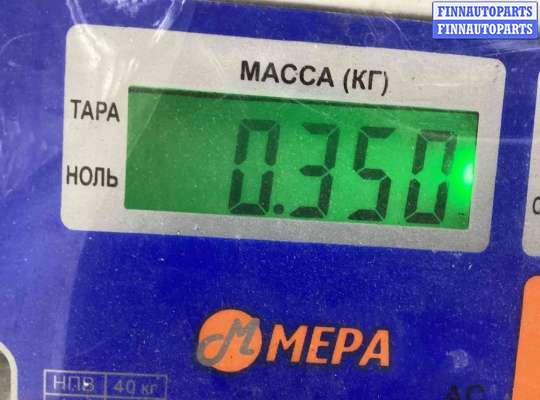 FINNAUTOPARTS
FINNAUTOPARTS
МАССА (КГ)
ТАРА
НОЛЬ
0.350
М МЕРА
НПВ 40 кг